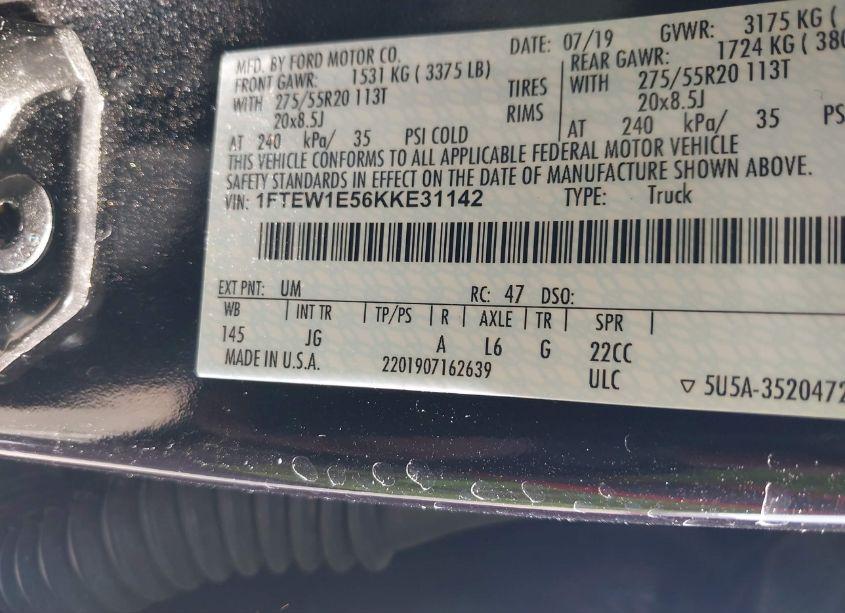 MFD. BY FORD MOTOR CO.
DATE: 07/19 GVWR: 3175 KG (
FRONT GAWR: 1531 KG ( 3375 LB) REAR GAWR: 1724 KG ( 380
WITH 275/55R20 113T TIRES WITH 275/55R20 113T
20x8.5J RIMS 20x8.5J
AT 240 kPa/ 35 PSI COLD AT 240 kPa/ 35 PS
THIS VEHICLE CONFORMS TO ALL APPLICABLE FEDERAL MOTOR VEHICLE
SAFETY STANDARDS IN EFFECT ON THE DATE OF MANUFACTURE SHOWN ABOVE.
VIN: 1FTEW1E56KKE31142 TYPE: Truck
EXT PNT: UM RC: 47 DSO:
WB INT TR TP/PS R AXLE TR SPR
145 JG A L6 G 22CC
MADE IN U.S.A. 2201907162639 ULC
▽ 5U5A-3520472